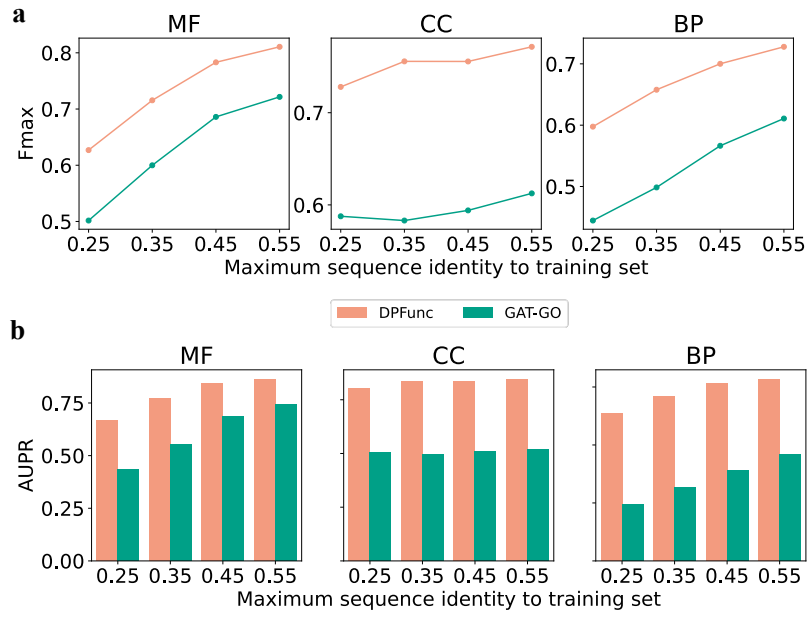 a
MF CC BP
0.8
0.7
0.6
0.5
Fmax
0.7
0.6
0.7
0.6
0.5
0.25 0.35 0.45 0.55 0.25 0.35 0.45 0.55 0.25 0.35 0.45 0.55
Maximum sequence identity to training set
DPFunc GAT-GO
b
MF CC BP
0.75
0.50
0.25
0.00
AUPR
0.25 0.35 0.45 0.55 0.25 0.35 0.45 0.55 0.25 0.35 0.45 0.55
Maximum sequence identity to training set